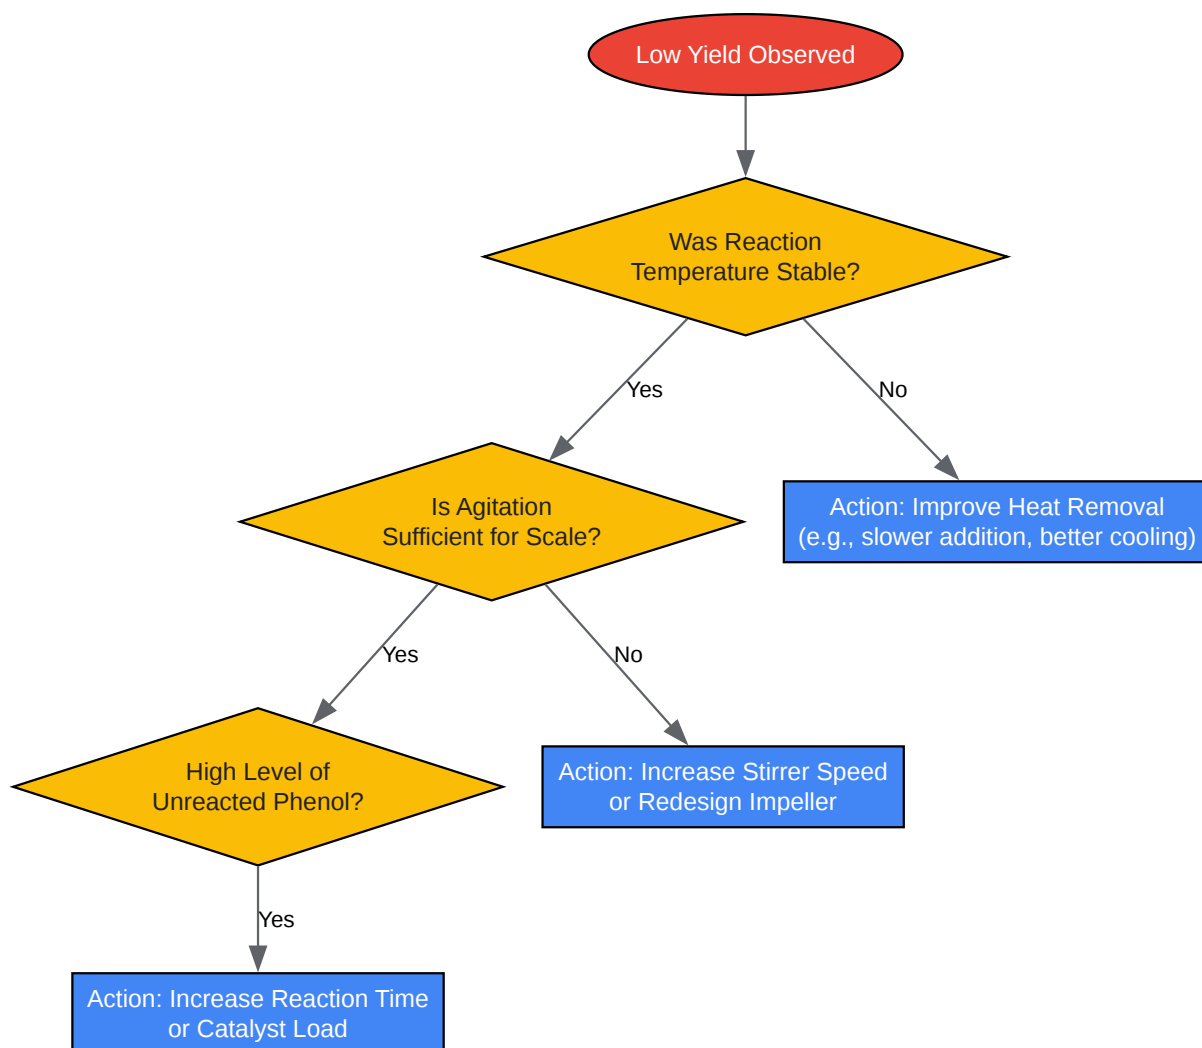 Low Yield Observed
Was Reaction
Temperature Stable?
Yes
No
Is Agitation
Sufficient for Scale?
Action: Improve Heat Removal
(e.g., slower addition, better cooling)
Yes
No
High Level of
Unreacted Phenol?
Action: Increase Stirrer Speed
or Redesign Impeller
Yes
Action: Increase Reaction Time
or Catalyst Load